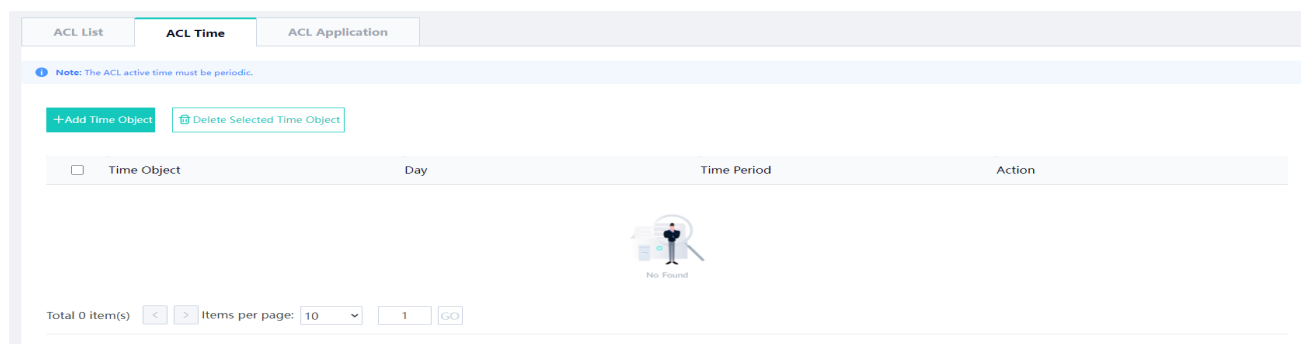 ACL List ACL Time ACL Application
Note: The ACL active time must be periodic.
+Add Time Object Delete Selected Time Object
Time Object Day Time Period Action
No Found
Total 0 item(s) < > Items per page: 10 1 GO